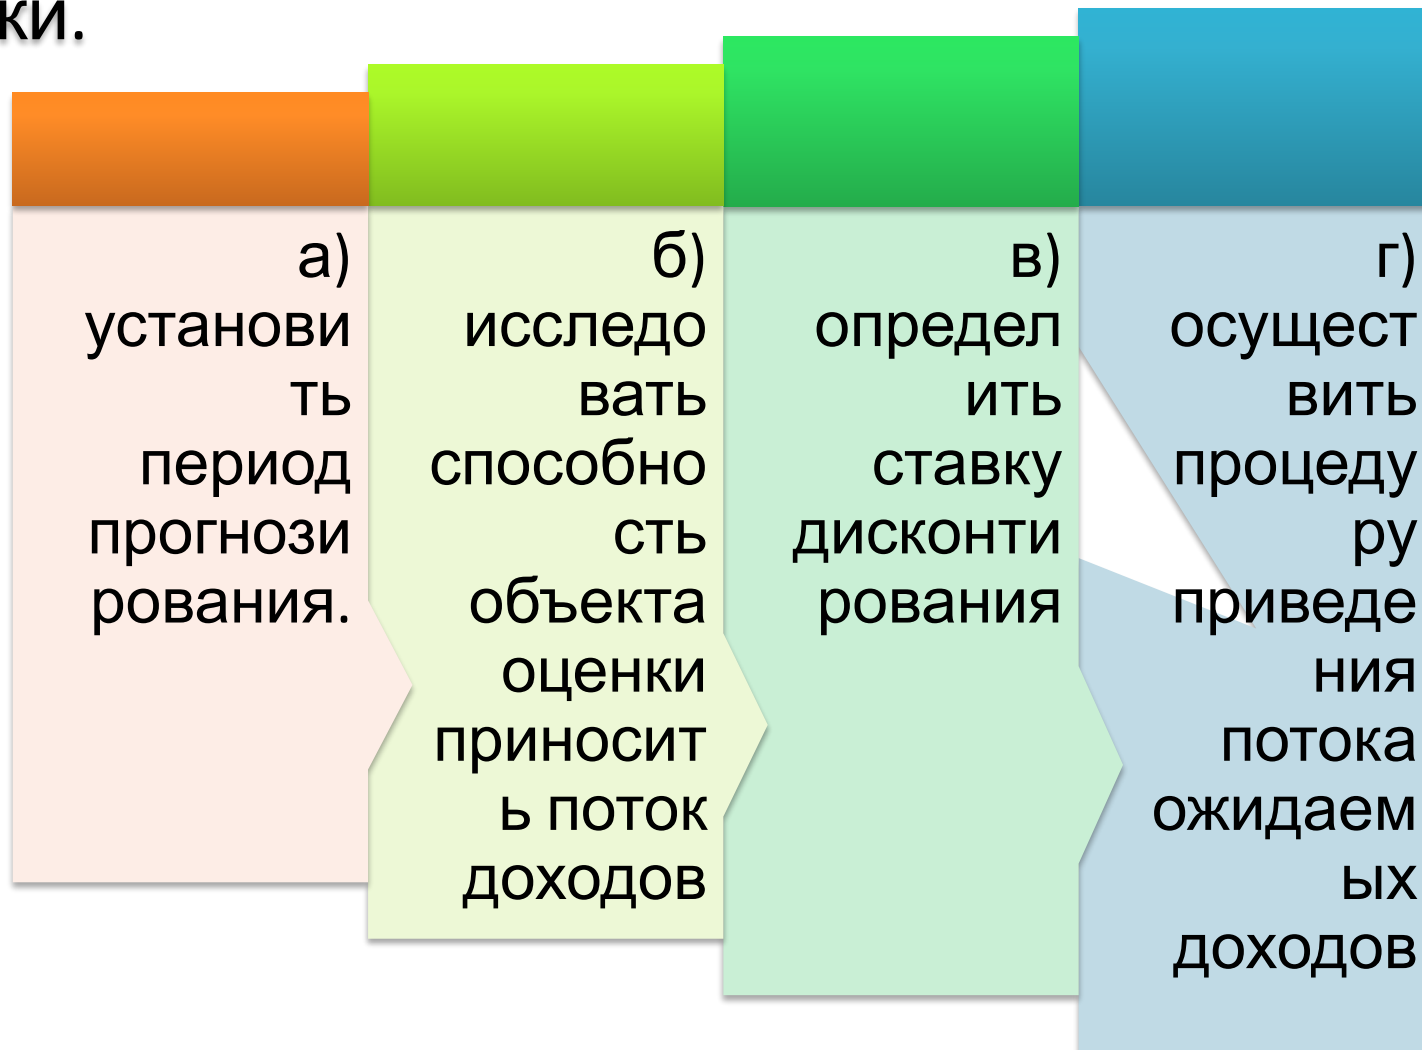 ки.
а)
установи
ть
период
прогнози
рования.
б)
исследо
вать
способно
сть
объекта
оценки
приносит
ь поток
доходов
в)
определ
ить
ставку
дисконти
рования
г)
осущест
вить
процеду
ру
приведе
ния
потока
ожидаем
ых
доходов